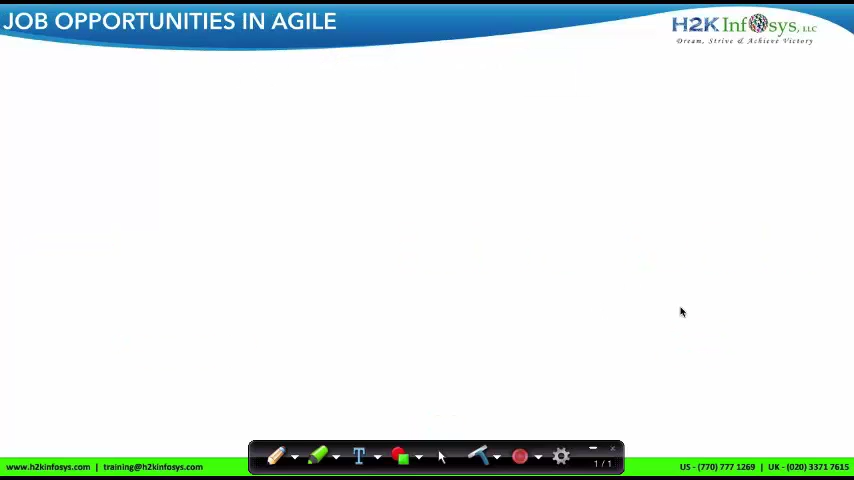 JOB OPPORTUNITIES IN AGILE
H2K Infosys, LLC
Dream, Strive & Achieve Victory
T
1 / 1
www.h2kinfosys.com | training@h2kinfosys.com
US - (770) 777 1269 | UK - (020) 3371 7615